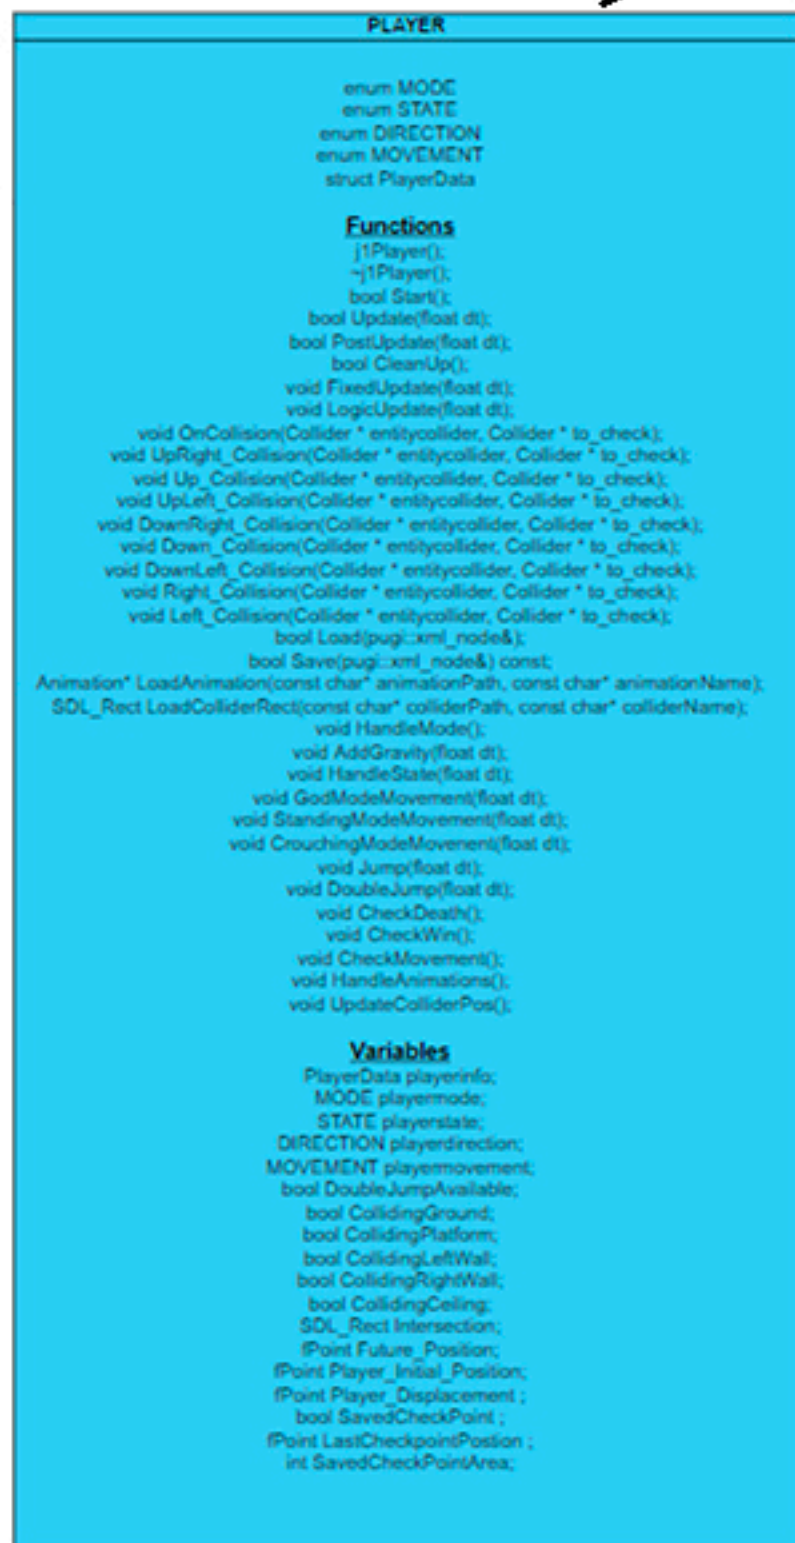 PLAYER
enum MODE
enum STATE
enum DIRECTION
enum MOVEMENT
struct PlayerData
Functions
j1Player();
~j1Player();
bool Start();
bool Update(float dt);
bool PostUpdate(float dt);
bool CleanUp();
void FixedUpdate(float dt);
void LogicUpdate(float dt);
void OnCollision(Collider * entitycollider, Collider * to_check);
void UpRight_Collision(Collider * entitycollider, Collider * to_check);
void Up_Collision(Collider * entitycollider, Collider * to_check);
void UpLeft_Collision(Collider * entitycollider, Collider * to_check);
void DownRight_Collision(Collider * entitycollider, Collider * to_check);
void Down_Collision(Collider * entitycollider, Collider * to_check);
void DownLeft_Collision(Collider * entitycollider, Collider * to_check);
void Right_Collision(Collider * entitycollider, Collider * to_check);
void Left_Collision(Collider * entitycollider, Collider * to_check);
bool Load(pugi::xml_node&);
bool Save(pugi::xml_node&) const;
Animation* LoadAnimation(const char* animationPath, const char* animationName);
SDL_Rect LoadColliderRect(const char* colliderPath, const char* colliderName);
void HandleMode();
void AddGravity(float dt);
void HandleState(float dt);
void GodModeMovement(float dt);
void StandingModeMovement(float dt);
void CrouchingModeMovenent(float dt);
void Jump(float dt);
void DoubleJump(float dt);
void CheckDeath();
void CheckWin();
void CheckMovement();
void HandleAnimations();
void UpdateColliderPos();
Variables
PlayerData playerinfo;
MODE playermode;
STATE playerstate;
DIRECTION playerdirection;
MOVEMENT playermovement;
bool DoubleJumpAvailable;
bool CollidingGround;
bool CollidingPlatform;
bool CollidingLeftWall;
bool CollidingRightWall;
bool CollidingCeiling;
SDL_Rect Intersection;
fPoint Future_Position;
fPoint Player_Initial_Position;
fPoint Player_Displacement ;
bool SavedCheckPoint ;
fPoint LastCheckpointPostion ;
int SavedCheckPointArea;